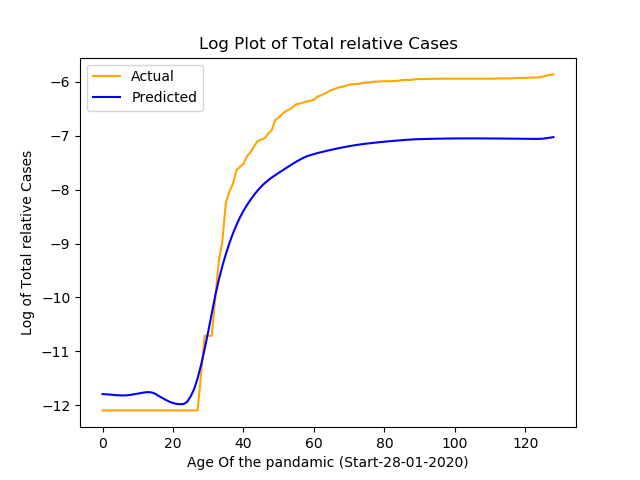 Log Plot of Total relative Cases
Actual
Predicted
Log of Total relative Cases
−6
−7
−8
−9
−10
−11
−12
0 20 40 60 80 100 120
Age Of the pandamic (Start-28-01-2020)